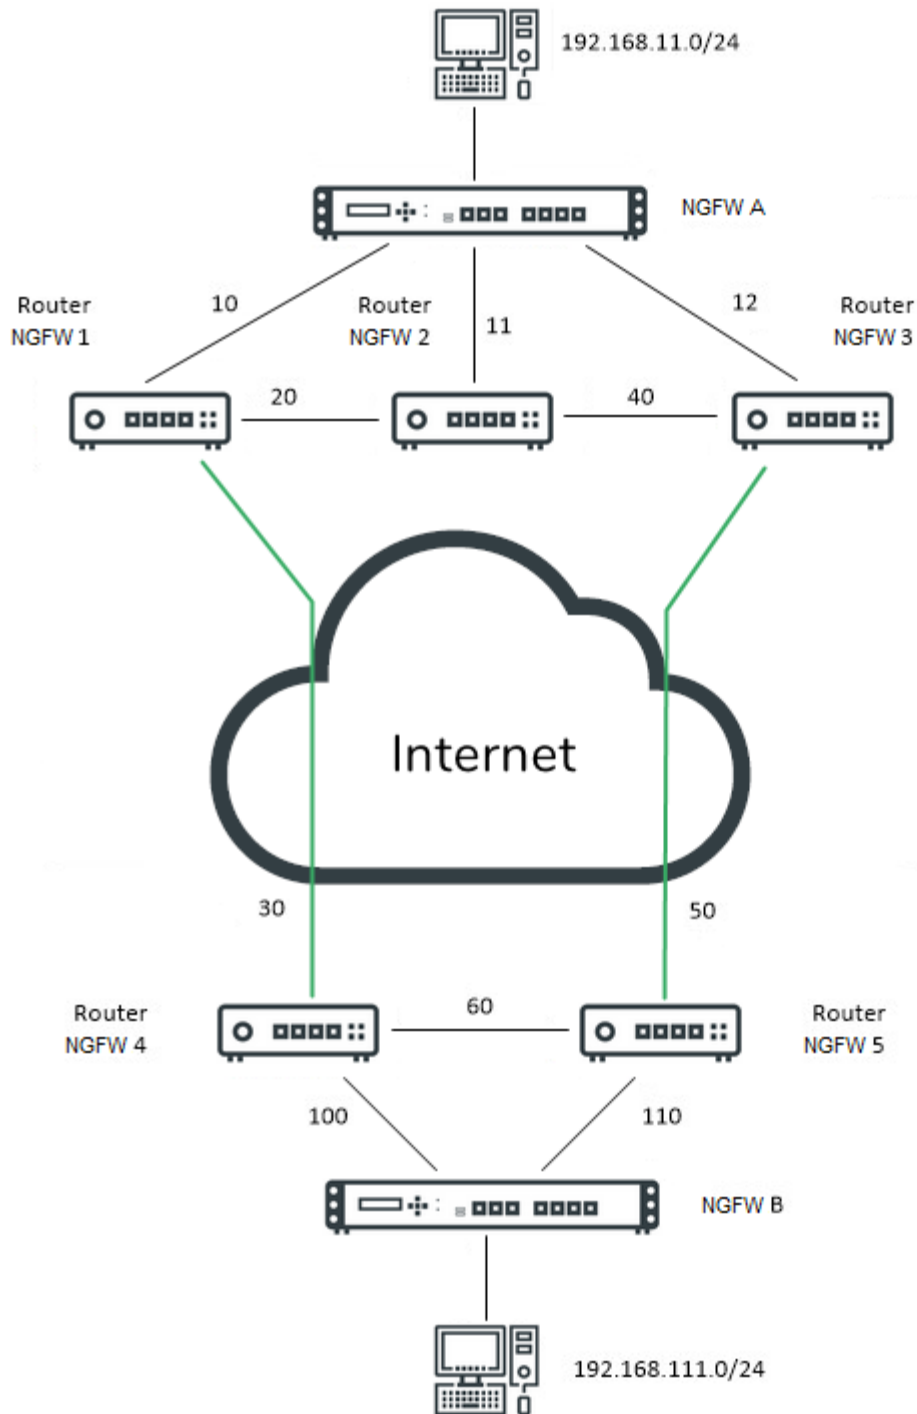 192.168.11.0/24
NGFW A
Router
NGFW 1
10
Router
NGFW 2
11
12
Router
NGFW 3
20
40
Internet
30
50
Router
NGFW 4
60
Router
NGFW 5
100
110
NGFW B
192.168.111.0/24